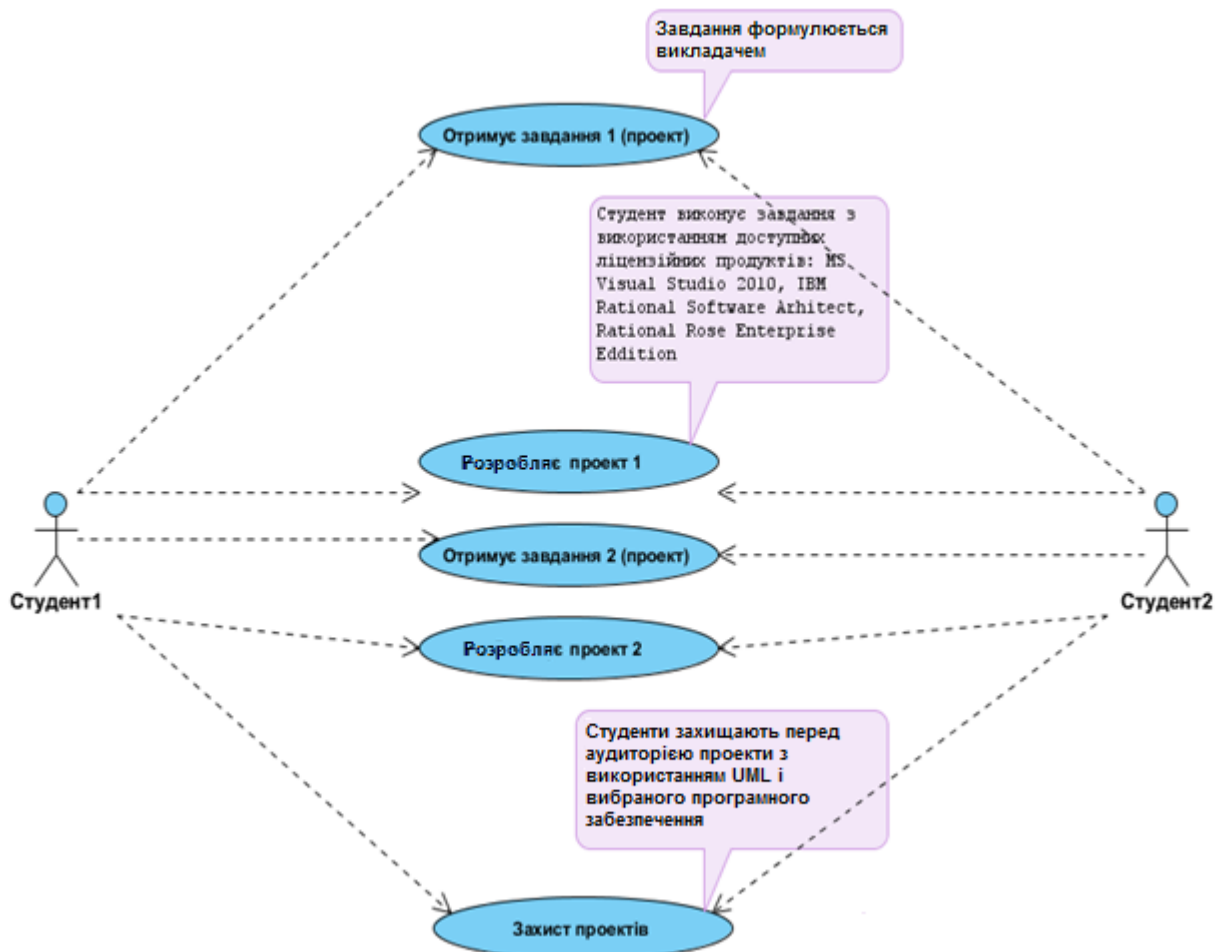 Завдання формулюється
викладачем
Отримує завдання 1 (проект)
Студент виконує завдання з
використанням доступних
ліцензійних продуктів: MS
Visual Studio 2010, IBM
Rational Software Arhitect,
Rational Rose Enterprise
Eddition
Розробляє проект 1
Отримує завдання 2 (проект)
Студент1
Студент2
Розробляє проект 2
Студенти захищають перед
аудиторією проекти з
використанням UML і
вибраного програмного
забезпечення
Захист проектів